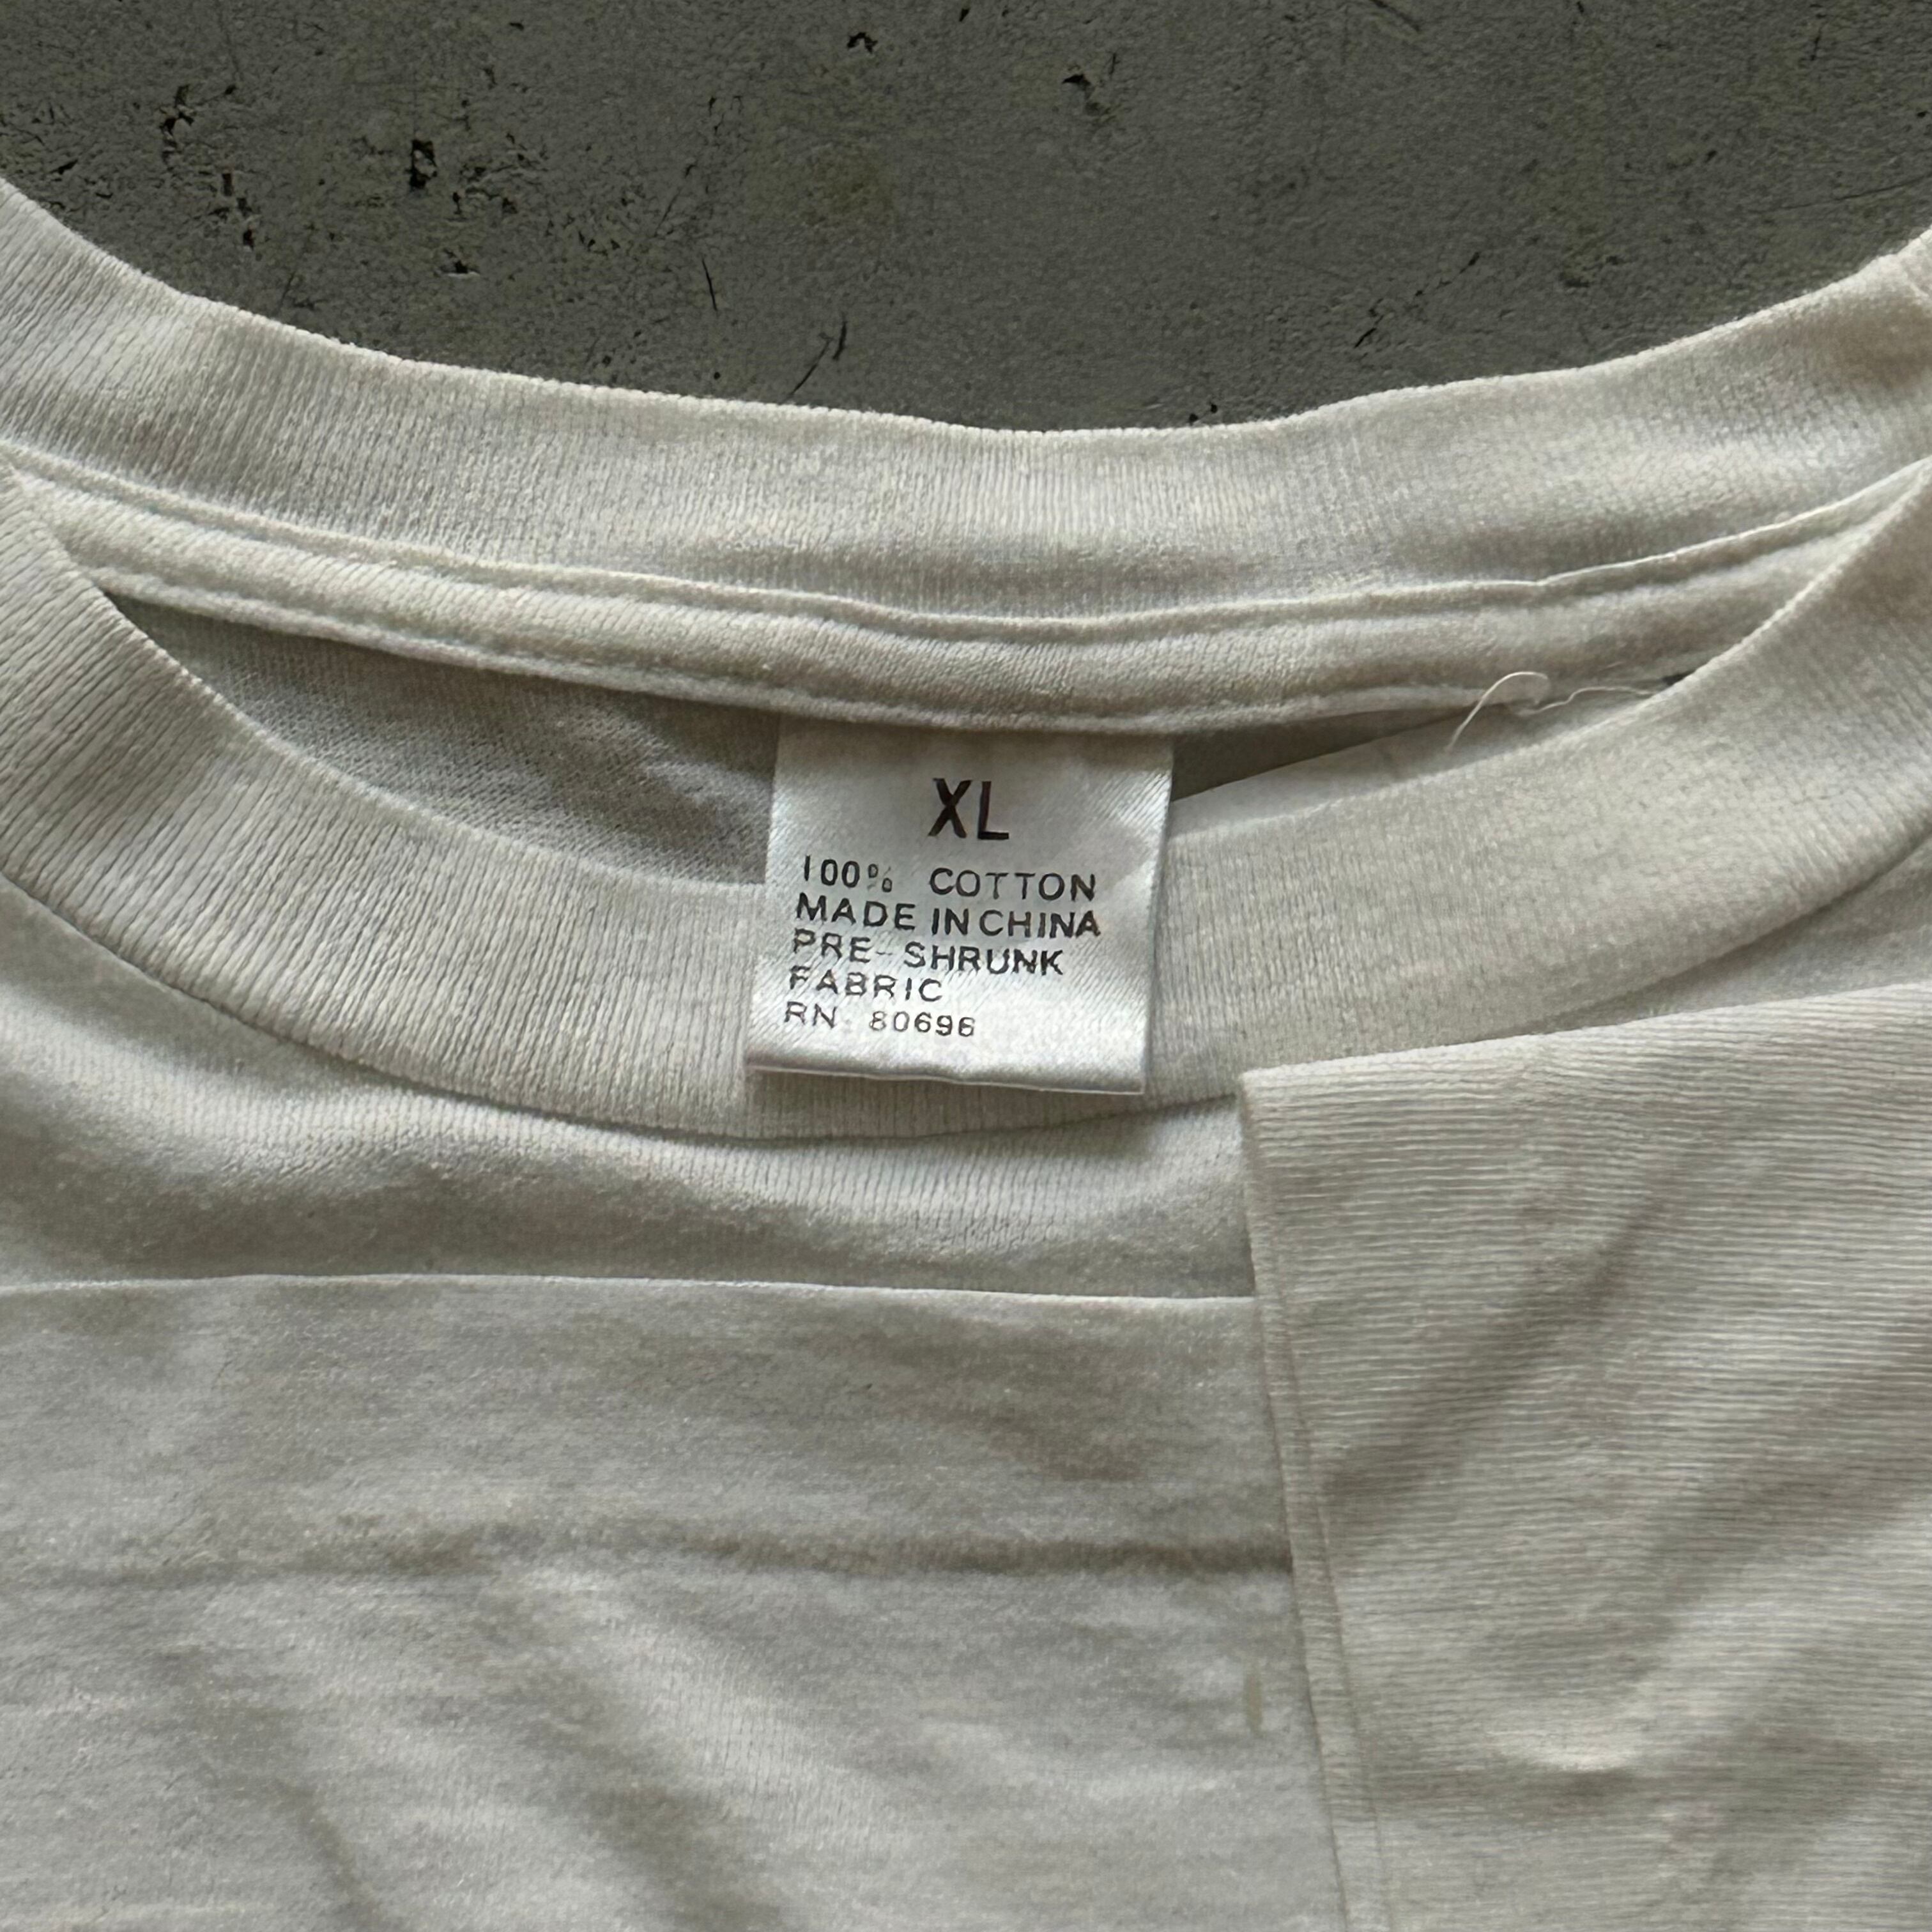 XL
100% COTTON
MADE IN CHINA
PRE-SHRUNK
FABRIC
RN: 80696